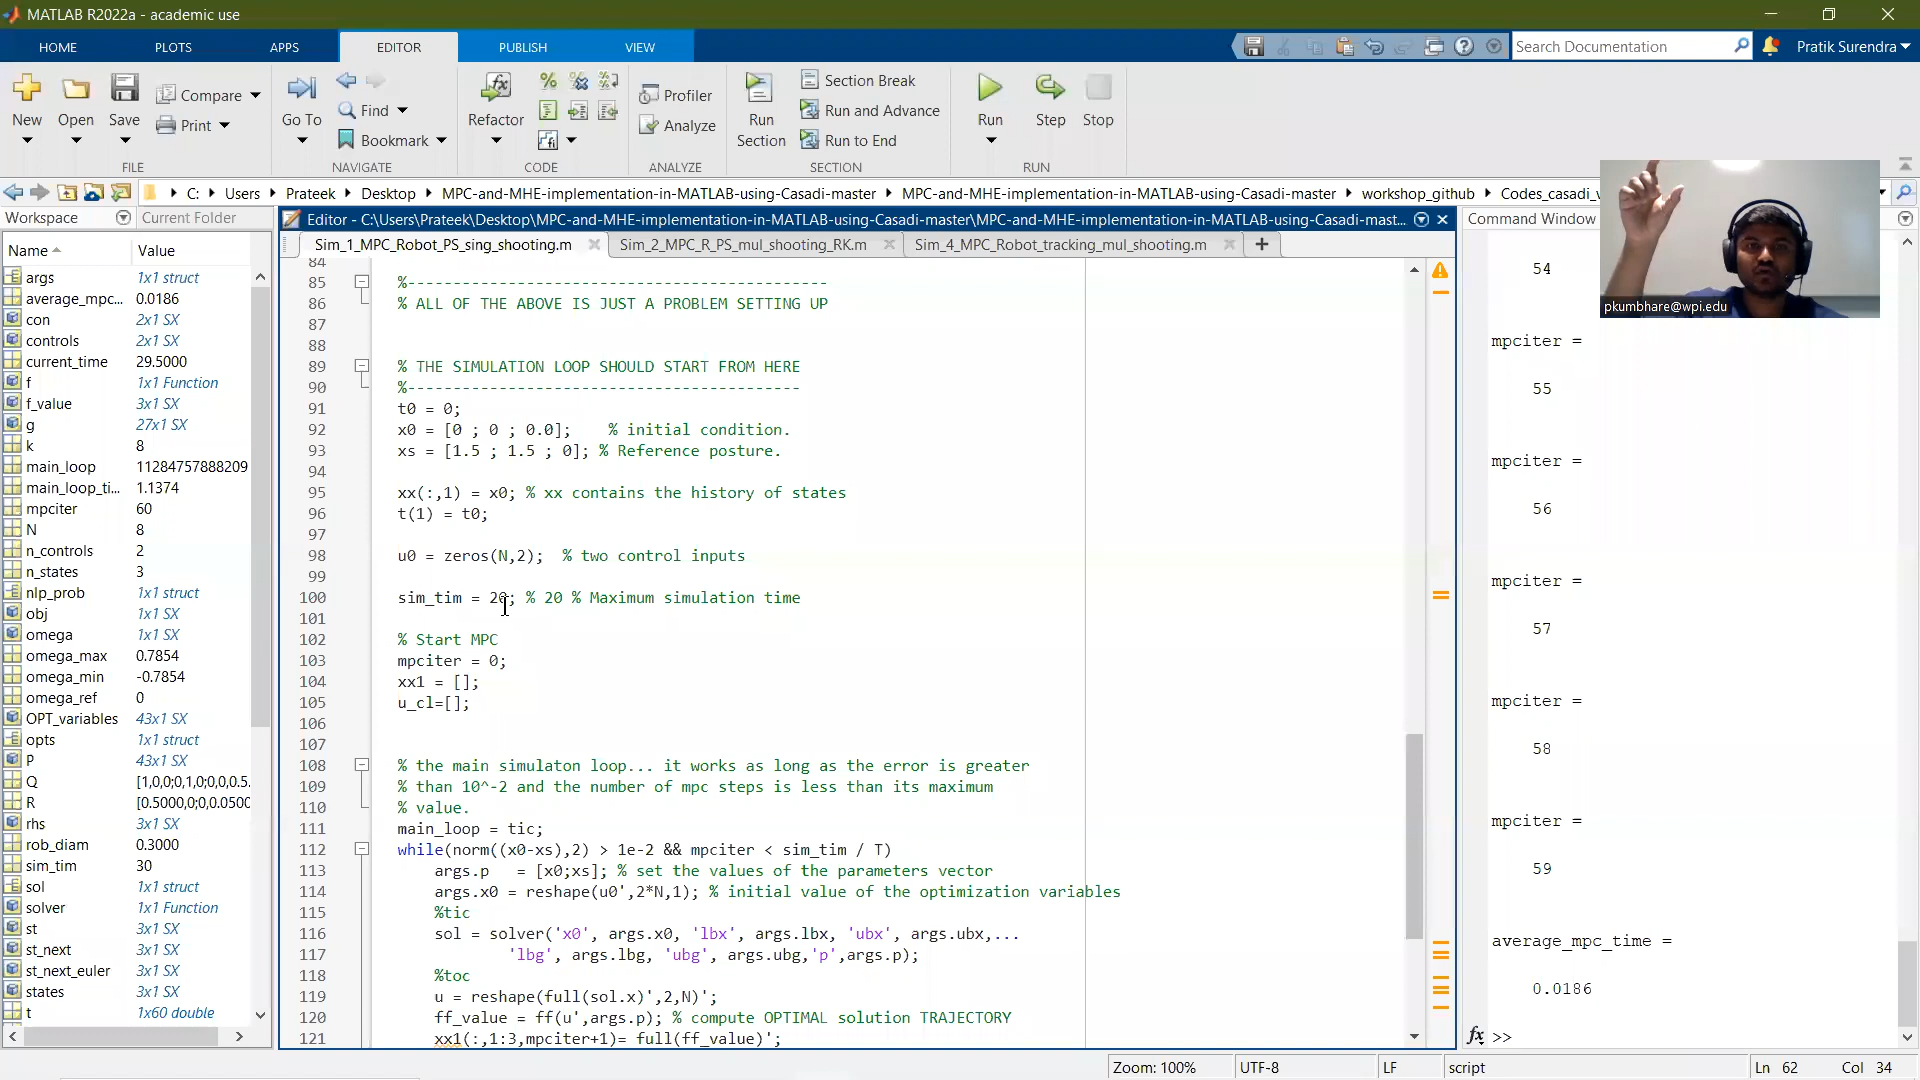 MATLAB R2022a - academic use
HOME PLOTS APPS EDITOR PUBLISH VIEW
Search Documentation
Pratik Surendra
New Open Save Compare Print
FILE
Go To Find Bookmark
NAVIGATE
Refactor
CODE
Profiler Analyze
ANALYZE
Run Section Section Break Run and Advance Run to End
SECTION
Run Step Stop
RUN
C: Users Prateek Desktop MPC-and-MHE-implementation-in-MATLAB-using-Casadi-master MPC-and-MHE-implementation-in-MATLAB-using-Casadi-master workshop_github Codes_casadi_
Workspace Current Folder
Name Value
args 1x1 struct
average_mpc... 0.0186
con 2x1 SX
controls 2x1 SX
current_time 29.5000
f 1x1 Function
f_value 3x1 SX
g 27x1 SX
k 8
main_loop 11284757888209
main_loop_ti... 1.1374
mpciter 60
N 8
n_controls 2
n_states 3
nlp_prob 1x1 struct
obj 1x1 SX
omega 1x1 SX
omega_max 0.7854
omega_min -0.7854
omega_ref 0
OPT_variables 43x1 SX
opts 1x1 struct
P 43x1 SX
Q [1,0,0;0,1,0;0,0,0.5.
R [0.5000,0;0,0.0500
rhs 3x1 SX
rob_diam 0.3000
sim_tim 30
sol 1x1 struct
solver 1x1 Function
st 3x1 SX
st_next 3x1 SX
st_next_euler 3x1 SX
states 3x1 SX
t 1x60 double
Editor - C:\Users\Prateek\Desktop\MPC-and-MHE-implementation-in-MATLAB-using-Casadi-master\MPC-and-MHE-implementation-in-MATLAB-using-Casadi-mast...
Sim_1_MPC_Robot_PS_sing_shooting.m Sim_2_MPC_R_PS_mul_shooting_RK.m Sim_4_MPC_Robot_tracking_mul_shooting.m
84
85 %----------------------------------------------
86 % ALL OF THE ABOVE IS JUST A PROBLEM SETTING UP
87
88
89 % THE SIMULATION LOOP SHOULD START FROM HERE
90 %-------------------------------------------
91 t0 = 0;
92 x0 = [0 ; 0 ; 0.0]; % initial condition.
93 xs = [1.5 ; 1.5 ; 0]; % Reference posture.
94
95 xx(:,1) = x0; % xx contains the history of states
96 t(1) = t0;
97
98 u0 = zeros(N,2); % two control inputs
99
100 sim_tim = 20; % 20 % Maximum simulation time
101
102 % Start MPC
103 mpciter = 0;
104 xx1 = [];
105 u_cl=[];
106
107
108 % the main simulaton loop... it works as long as the error is greater
109 % than 10^-2 and the number of mpc steps is less than its maximum
110 % value.
111 main_loop = tic;
112 while(norm((x0-xs),2) > 1e-2 && mpciter < sim_tim / T)
113 args.p = [x0;xs]; % set the values of the parameters vector
114 args.x0 = reshape(u0',2*N,1); % initial value of the optimization variables
115 %tic
116 sol = solver('x0', args.x0, 'lbx', args.lbx, 'ubx', args.ubx,...
117 'lbg', args.lbg, 'ubg', args.ubg,'p',args.p);
118 %toc
119 u = reshape(full(sol.x)',2,N)';
120 ff_value = ff(u',args.p); % compute OPTIMAL solution TRAJECTORY
121 xx1(:,1:3,mpciter+1)= full(ff_value)';
Command Window
54
mpciter =
55
mpciter =
56
mpciter =
57
mpciter =
58
mpciter =
59
average_mpc_time =
0.0186
fx >>
pkumbhare@wpi.edu
Zoom: 100% UTF-8 LF script Ln 62 Col 34